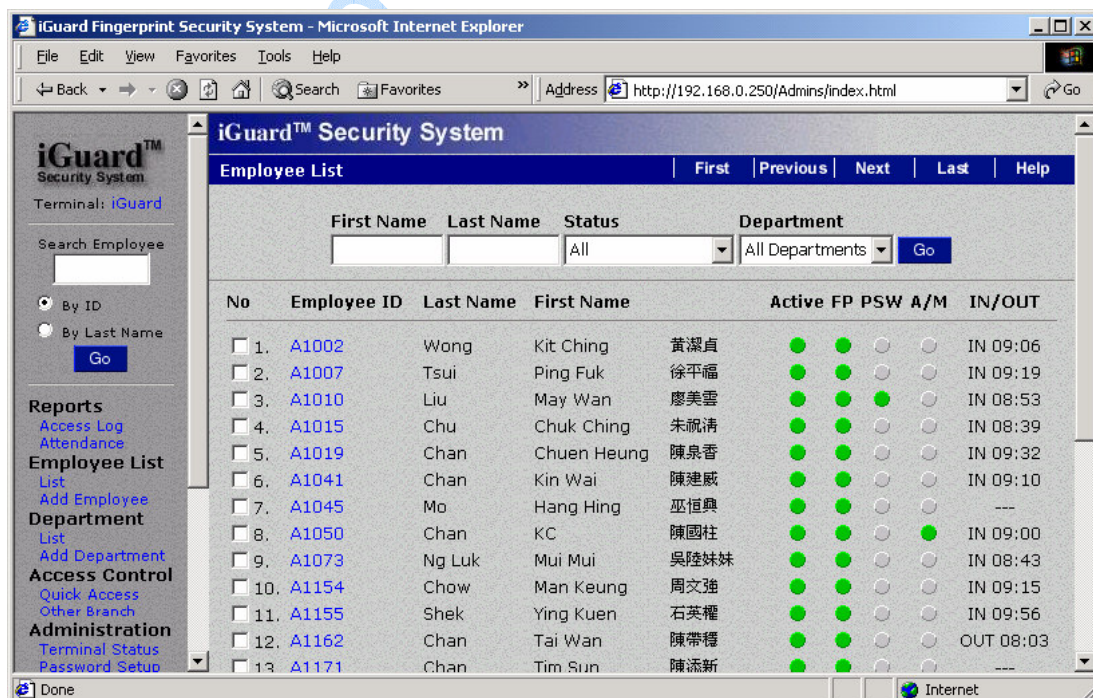 iGuard Fingerprint Security System - Microsoft Internet Explorer
File Edit View Favorites Tools Help
Back Search Favorites » Address http://192.168.0.250/Admins/index.html Go
iGuard™
Security System
Terminal: iGuard
Search Employee
By ID
By Last Name
Go
Reports
Access Log
Attendance
Employee List
List
Add Employee
Department
List
Add Department
Access Control
Quick Access
Other Branch
Administration
Terminal Status
Password Setup
iGuard™ Security System
Employee List First Previous Next Last Help
First Name Last Name Status Department
All All Departments Go
No Employee ID Last Name First Name Active FP PSW A/M IN/OUT
1. A1002 Wong Kit Ching 黃潔貞 IN 09:06
2. A1007 Tsui Ping Fuk 徐平福 IN 09:19
3. A1010 Liu May Wan 廖美雲 IN 08:53
4. A1015 Chu Chuk Ching 朱祝清 IN 08:39
5. A1019 Chan Chuen Heung 陳泉香 IN 09:32
6. A1041 Chan Kin Wai 陳建威 IN 09:10
7. A1045 Mo Hang Hing 巫恒興 ---
8. A1050 Chan KC 陳國柱 IN 09:00
9. A1073 Ng Luk Mui Mui 吳陸妹妹 IN 08:43
10. A1154 Chow Man Keung 周文強 IN 09:15
11. A1155 Shek Ying Kuen 石英權 IN 09:56
12. A1162 Chan Tai Wan 陳帶穩 OUT 08:03
13. A1171 Chan Tim Sun 陳添新 ---
Done Internet